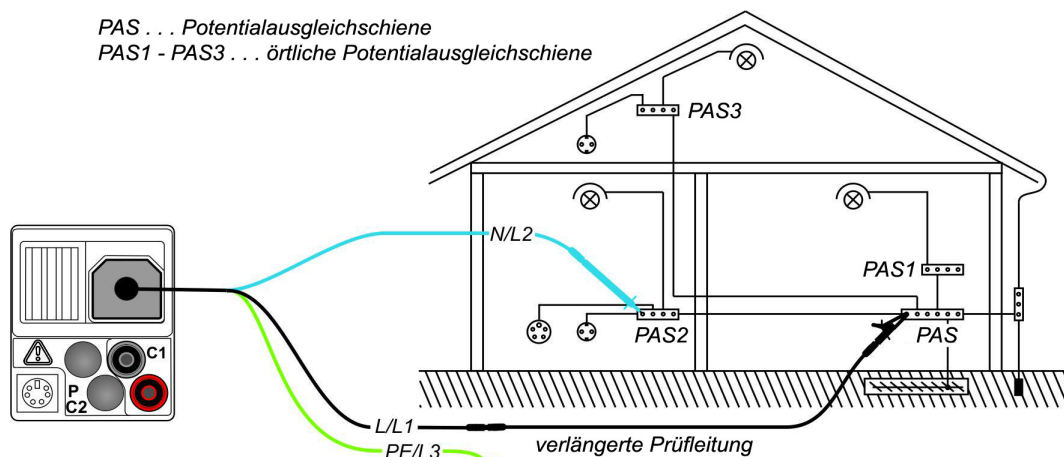 PAS . . . Potentialausgleichschiene
PAS1 - PAS3 . . . örtliche Potentialausgleichschiene
PAS3
N/L2
PAS1
PAS2
PAS
C1
P
C2
L/L1
verlängerte Prüfleitung
PE/L3